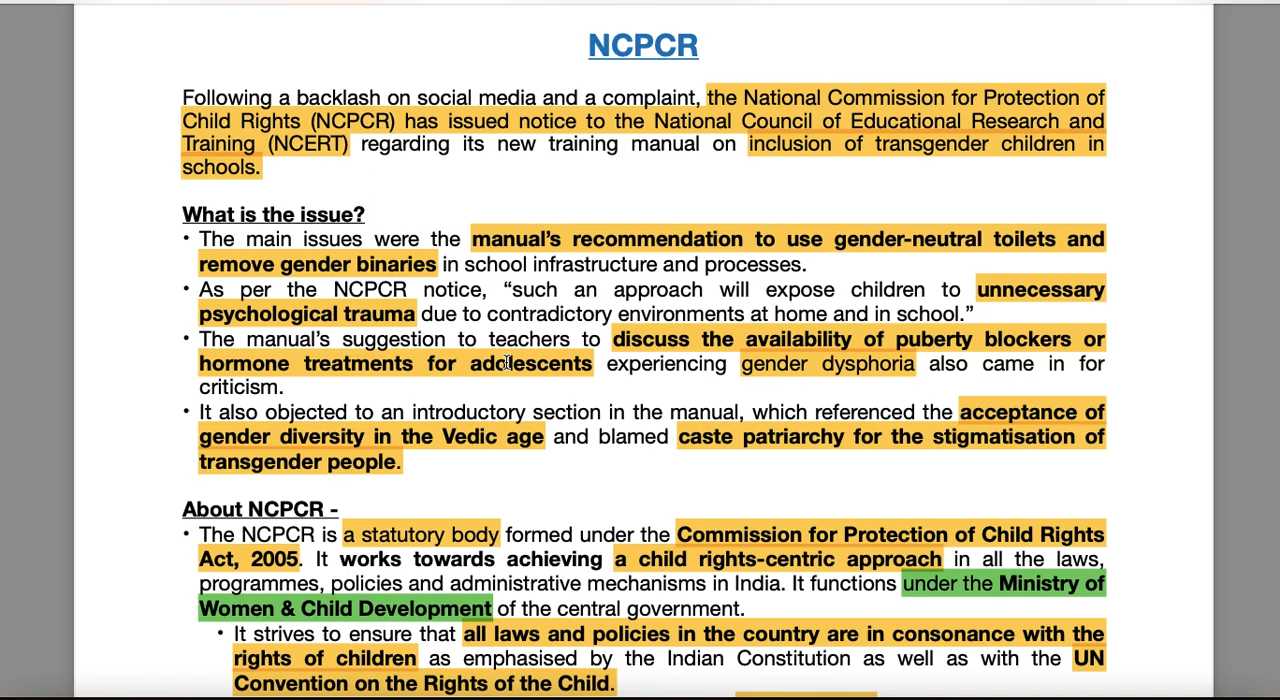 NCPCR
Following a backlash on social media and a complaint, the National Commission for Protection of
Child Rights (NCPCR) has issued notice to the National Council of Educational Research and
Training (NCERT) regarding its new training manual on inclusion of transgender children in
schools.
What is the issue?
• The main issues were the manual’s recommendation to use gender-neutral toilets and
remove gender binaries in school infrastructure and processes.
• As per the NCPCR notice, “such an approach will expose children to unnecessary
psychological trauma due to contradictory environments at home and in school.”
• The manual’s suggestion to teachers to discuss the availability of puberty blockers or
hormone treatments for adolescents experiencing gender dysphoria also came in for
criticism.
• It also objected to an introductory section in the manual, which referenced the acceptance of
gender diversity in the Vedic age and blamed caste patriarchy for the stigmatisation of
transgender people.
About NCPCR -
• The NCPCR is a statutory body formed under the Commission for Protection of Child Rights
Act, 2005. It works towards achieving a child rights-centric approach in all the laws,
programmes, policies and administrative mechanisms in India. It functions under the Ministry of
Women & Child Development of the central government.
• It strives to ensure that all laws and policies in the country are in consonance with the
rights of children as emphasised by the Indian Constitution as well as with the UN
Convention on the Rights of the Child.